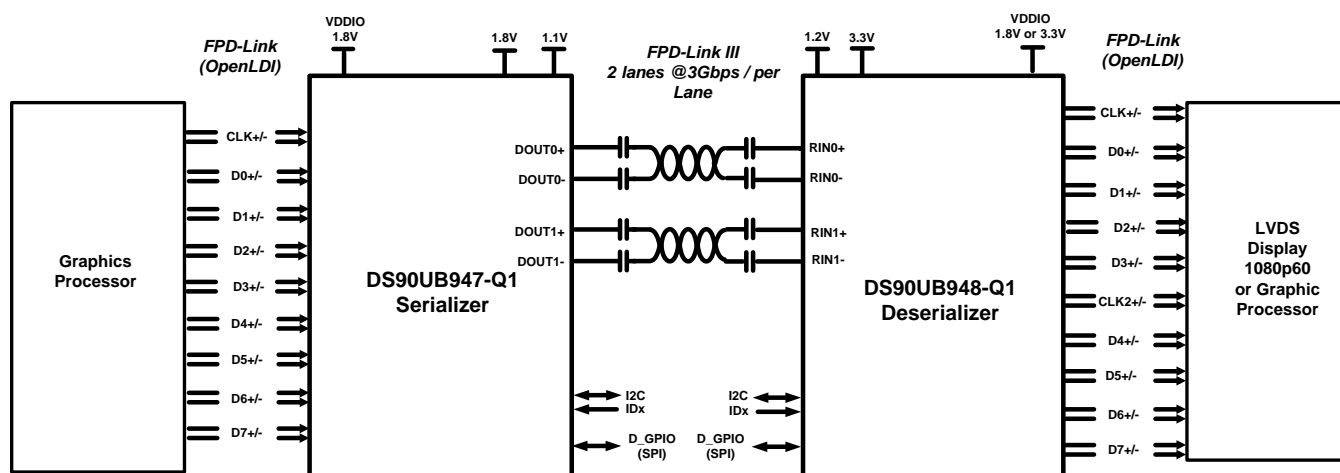 FPD-Link
(OpenLDI)
VDDIO
1.8V
1.8V
1.1V
FPD-Link III
2 lanes @3Gbps / per
Lane
1.2V
3.3V
VDDIO
1.8V or 3.3V
FPD-Link
(OpenLDI)
Graphics
Processor
CLK+/-
D0+/-
D1+/-
D2+/-
D3+/-
D4+/-
D5+/-
D6+/-
D7+/-
DS90UB947-Q1
Serializer
DOUT0+
DOUT0-
DOUT1+
DOUT1-
I2C
IDx
D_GPIO
(SPI)
RIN0+
RIN0-
RIN1+
RIN1-
I2C
IDx
D_GPIO
(SPI)
DS90UB948-Q1
Deserializer
CLK+/-
D0+/-
D1+/-
D2+/-
D3+/-
CLK2+/-
D4+/-
D5+/-
D6+/-
D7+/-
LVDS
Display
1080p60
or Graphic
Processor